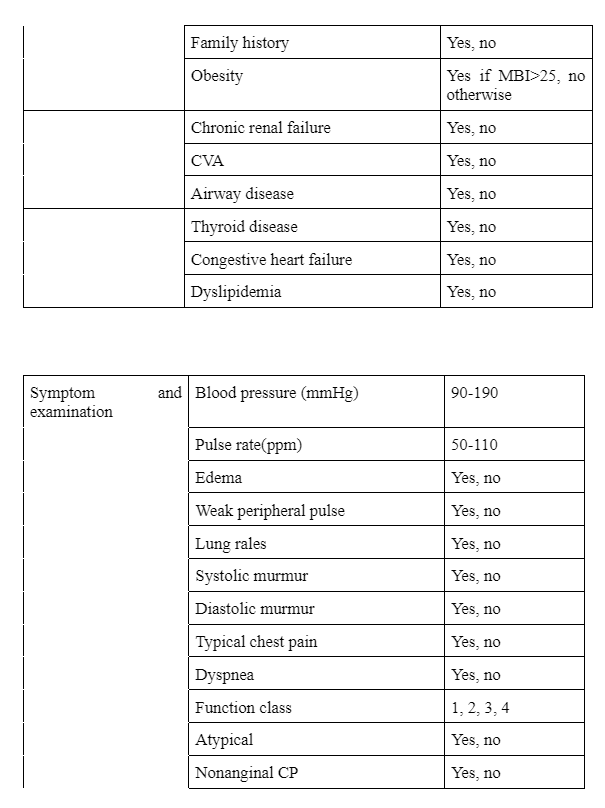 Family history Yes, no
Obesity Yes if MBI>25, no
otherwise
Chronic renal failure Yes, no
CVA Yes, no
Airway disease Yes, no
Thyroid disease Yes, no
Congestive heart failure Yes, no
Dyslipidemia Yes, no
Symptom and Blood pressure (mmHg) 90-190
examination
Pulse rate(ppm) 50-110
Edema Yes, no
Weak peripheral pulse Yes, no
Lung rales Yes, no
Systolic murmur Yes, no
Diastolic murmur Yes, no
Typical chest pain Yes, no
Dyspnea Yes, no
Function class 1, 2, 3, 4
Atypical Yes, no
Nonanginal CP Yes, no